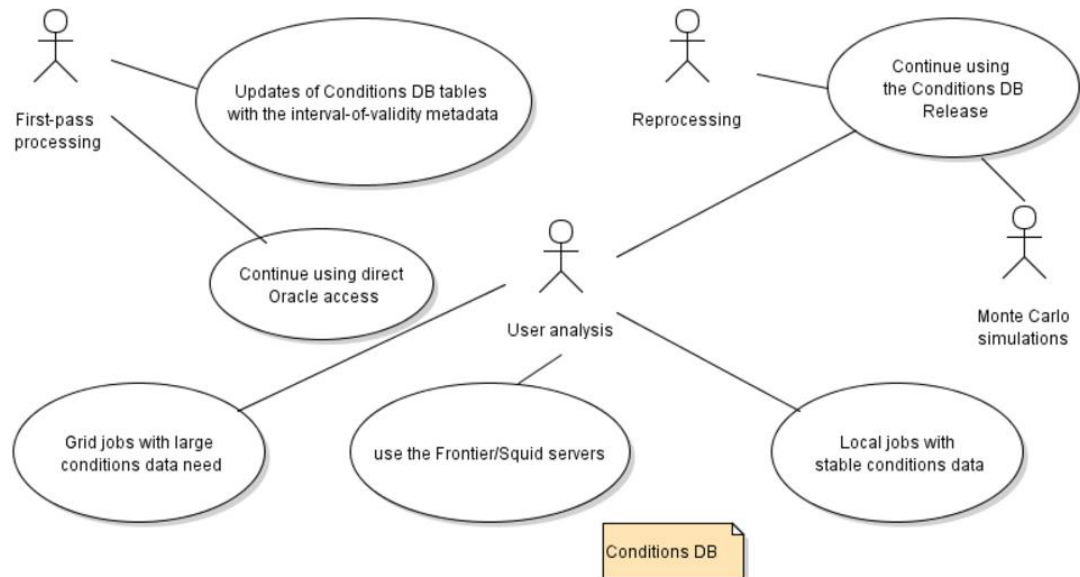 First-pass
processing
Updates of Conditions DB tables
with the interval-of-validity metadata
Reprocessing
Continue using
the Conditions DB
Release
Continue using direct
Oracle access
User analysis
Monte Carlo
simulations
Grid jobs with large
conditions data need
use the Frontier/Squid servers
Local jobs with
stable conditions data
Conditions DB